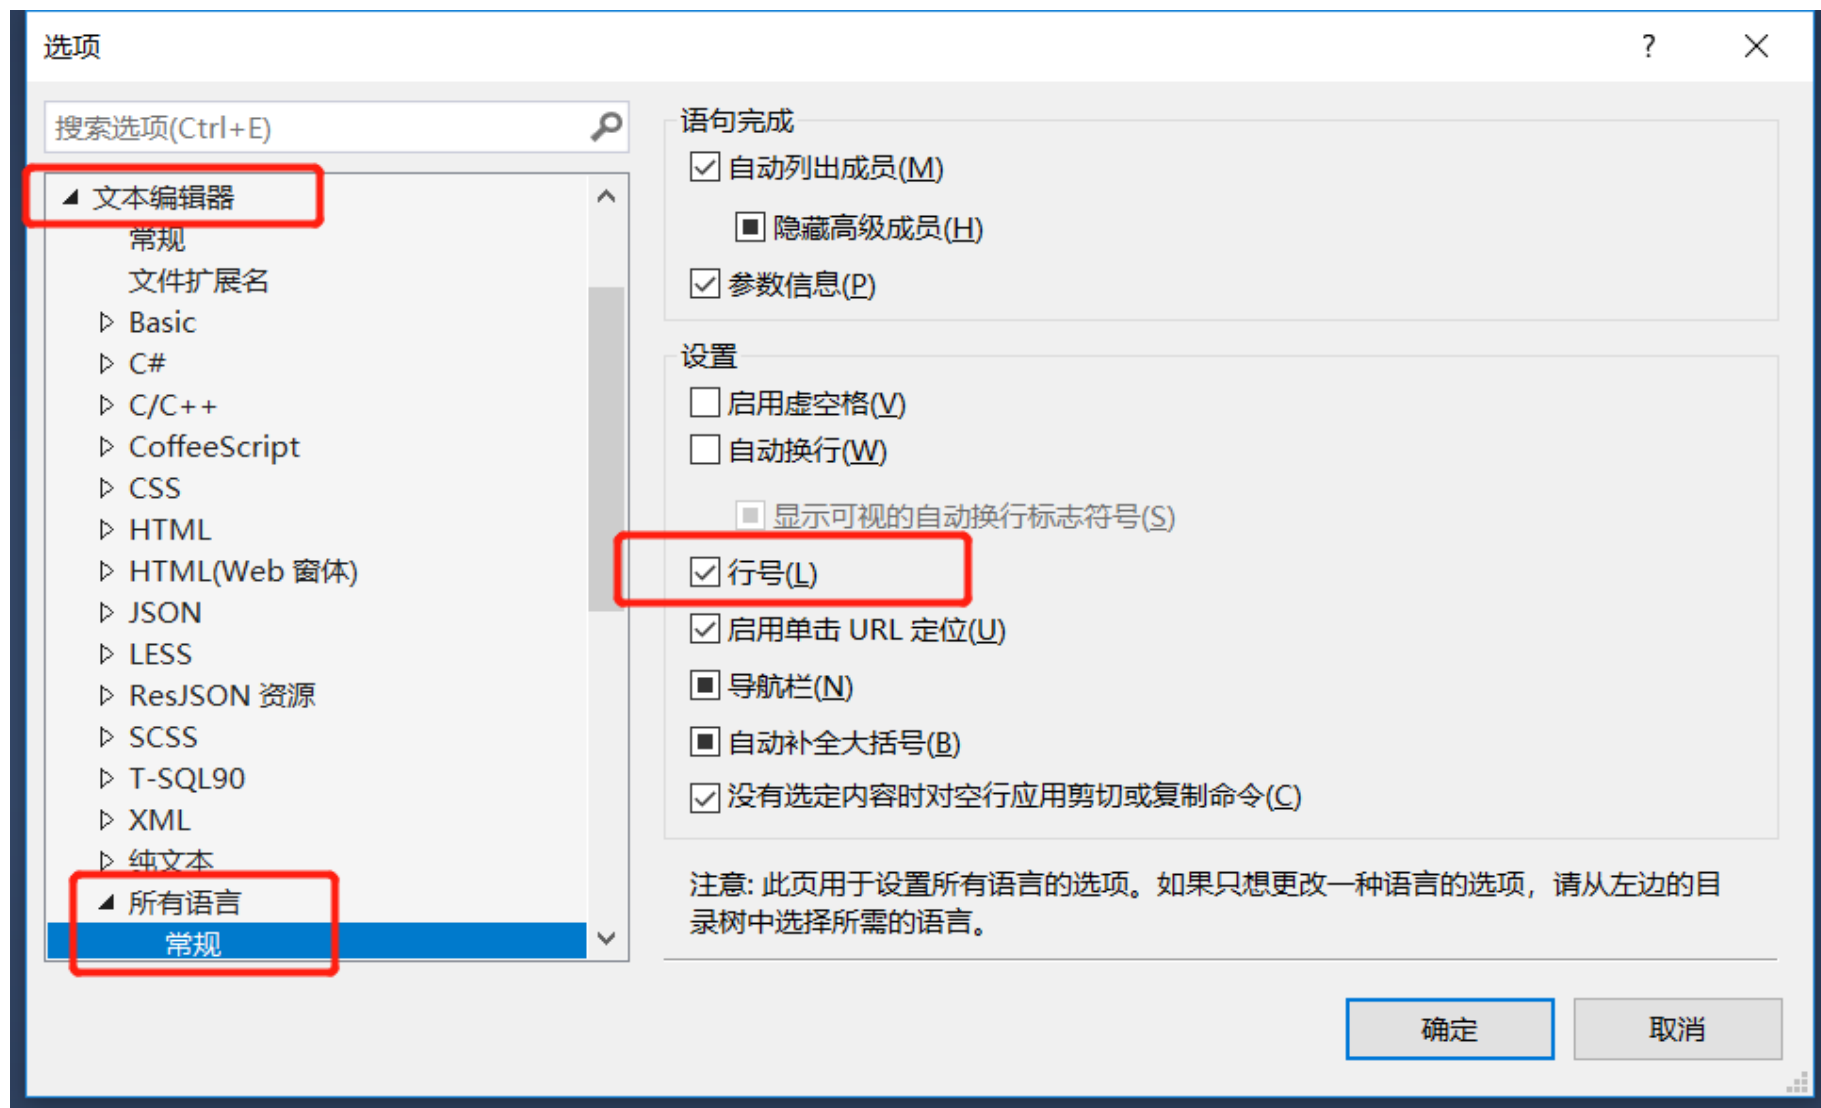 选项
搜索选项(Ctrl+E)
文本编辑器
常规
文件扩展名
Basic
C#
C/C++
CoffeeScript
CSS
HTML
HTML(Web 窗体)
JSON
LESS
ResJSON 资源
SCSS
T-SQL90
XML
纯文本
所有语言
常规
语句完成
自动列出成员(M)
隐藏高级成员(H)
参数信息(P)
设置
启用虚空格(V)
自动换行(W)
显示可视的自动换行标志符号(S)
行号(L)
启用单击 URL 定位(U)
导航栏(N)
自动补全大括号(B)
没有选定内容时对空行应用剪切或复制命令(C)
注意: 此页用于设置所有语言的选项。如果只想更改一种语言的选项，请从左边的目
录树中选择所需的语言。
确定
取消